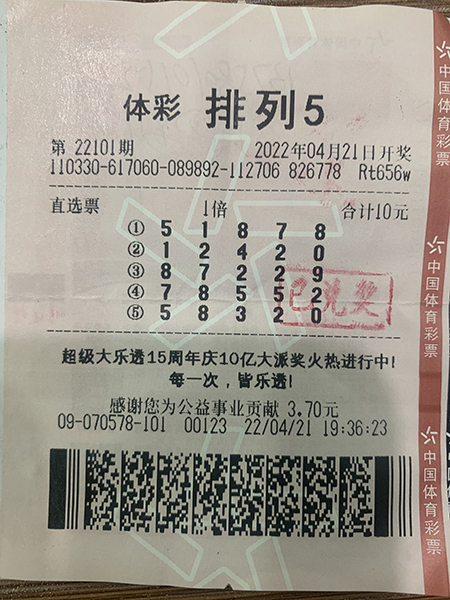 体彩 排列5
第 22101期 2022年04月21日开奖
110330-617060-089892-112706 826778 Rt656w
直选票 1倍 合计10元
① 5 1 8 7 8
② 1 2 4 2 0
③ 8 7 2 2 9
④ 7 8 5 5 2
⑤ 5 8 3 2 0
已兑奖
超级大乐透15周年庆10亿大派奖火热进行中!
每一次，皆乐透!
感谢您为公益事业贡献 3.70元
09-070578-101 00123 22/04/21 19:36:23
中国体育彩票
中国体育彩票
中国体育彩票